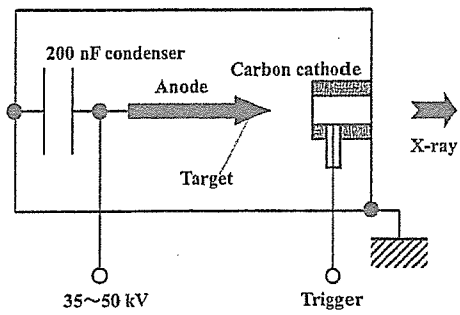 200 nF condenser
Carbon cathode
Anode
X-ray
Target
35～50 kV
Trigger